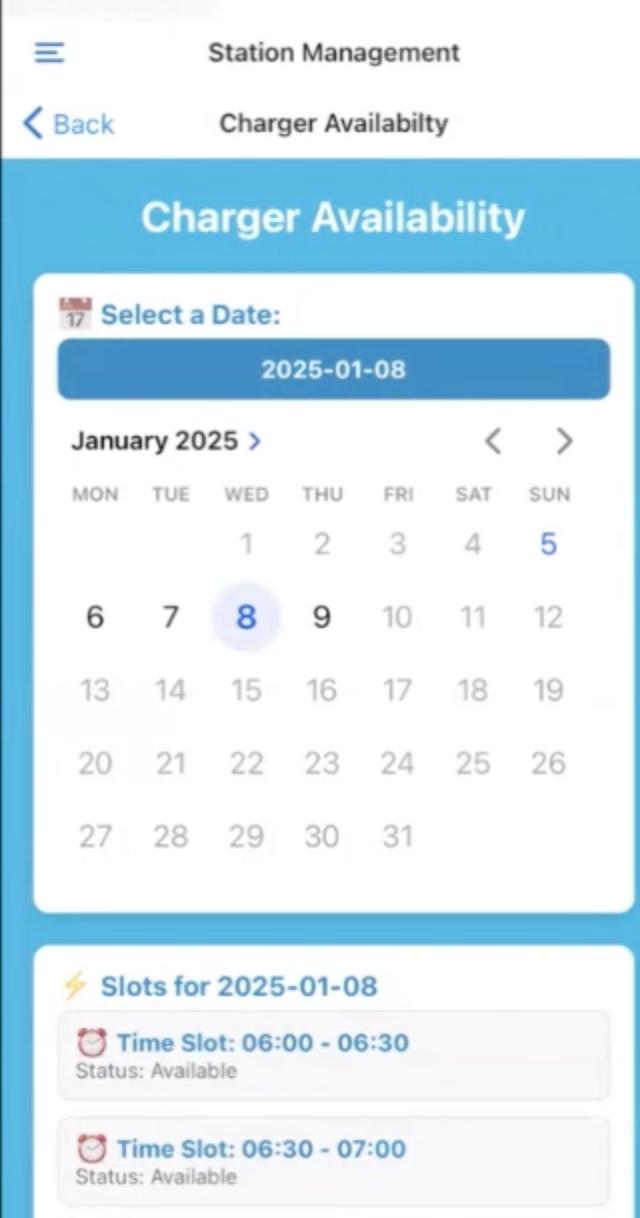 Station Management
Back Charger Availabilty
Charger Availability
17 Select a Date:
2025-01-08
January 2025
MON TUE WED THU FRI SAT SUN
1 2 3 4 5
6 7 8 9 10 11 12
13 14 15 16 17 18 19
20 21 22 23 24 25 26
27 28 29 30 31
Slots for 2025-01-08
Time Slot: 06:00 - 06:30
Status: Available
Time Slot: 06:30 - 07:00
Status: Available